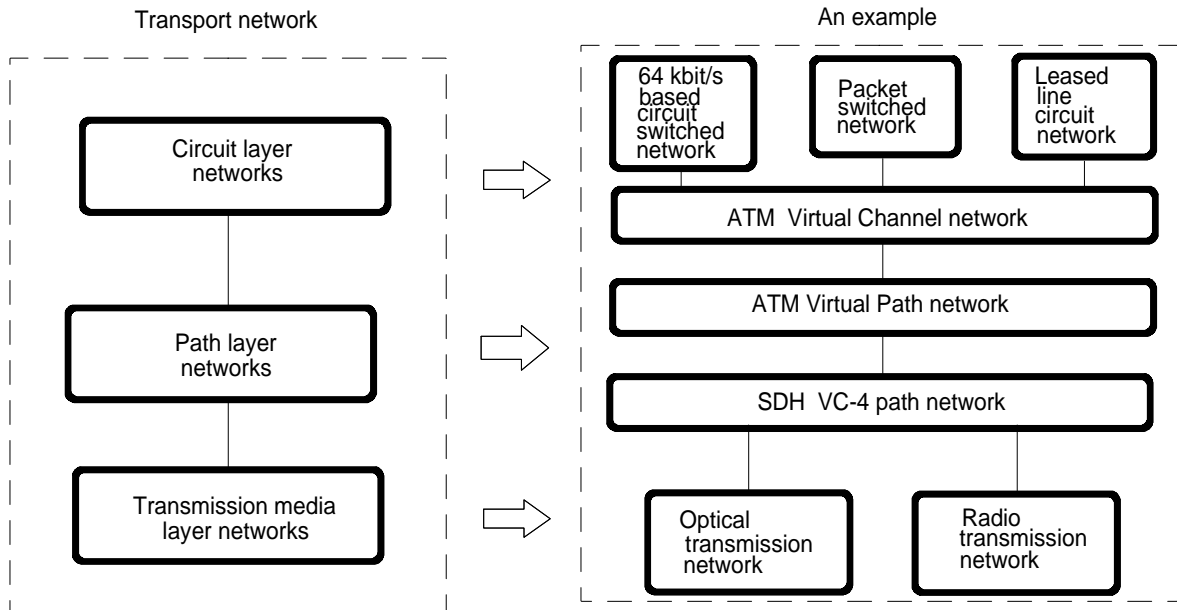 Transport network
An example
Circuit layer
networks
Path layer
networks
Transmission media
layer networks
64 kbit/s
based
circuit
switched
network
Packet
switched
network
Leased
line
circuit
network
ATM Virtual Channel network
ATM Virtual Path network
SDH VC-4 path network
Optical
transmission
network
Radio
transmission
network